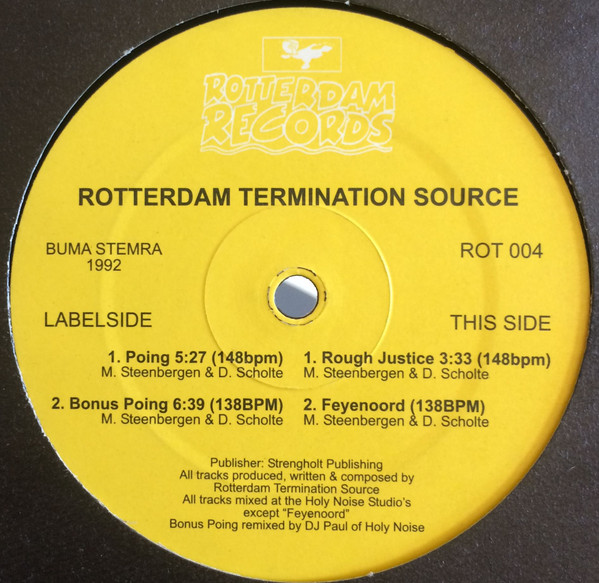 ROTTERDAM
RECORDS
ROTTERDAM TERMINATION SOURCE
BUMA STEMRA
1992
ROT 004
LABELSIDE
THIS SIDE
1. Poing 5:27 (148bpm)
M. Steenbergen & D. Scholte
2. Bonus Poing 6:39 (138BPM)
M. Steenbergen & D. Scholte
1. Rough Justice 3:33 (148bpm)
M. Steenbergen & D. Scholte
2. Feyenoord (138BPM)
M. Steenbergen & D. Scholte
Publisher: Strengholt Publishing
All tracks produced, written & composed by
Rotterdam Termination Source
All tracks mixed at the Holy Noise Studio's
except "Feyenoord"
Bonus Poing remixed by DJ Paul of Holy Noise